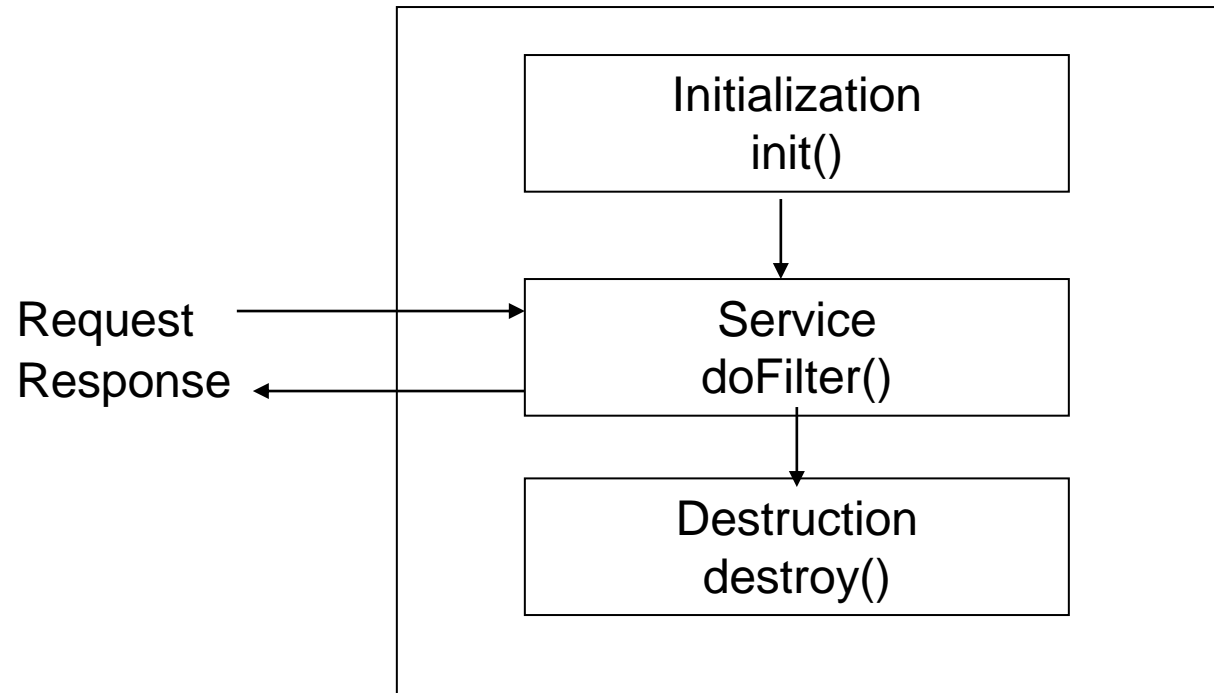 Initialization
init()
Request
Response
Service
doFilter()
Destruction
destroy()